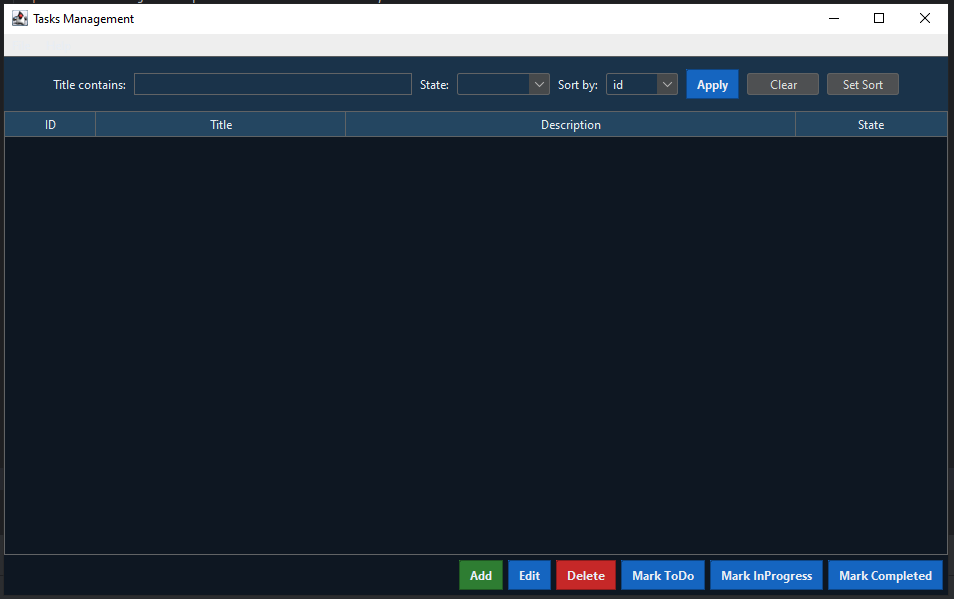 Tasks Management
Title contains: State: Sort by: id Apply Clear Set Sort
ID Title Description State
Add Edit Delete Mark ToDo Mark InProgress Mark Completed